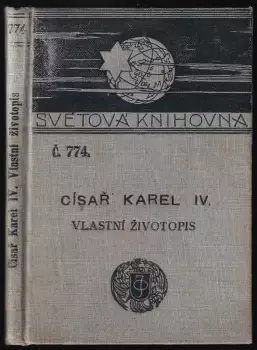 774.
Císař Karel IV. Vlastní životopis
SVĚTOVÁ KNIHOVNA
Č. 774.
CÍSAŘ KAREL IV.
VLASTNÍ ŽIVOTOPIS